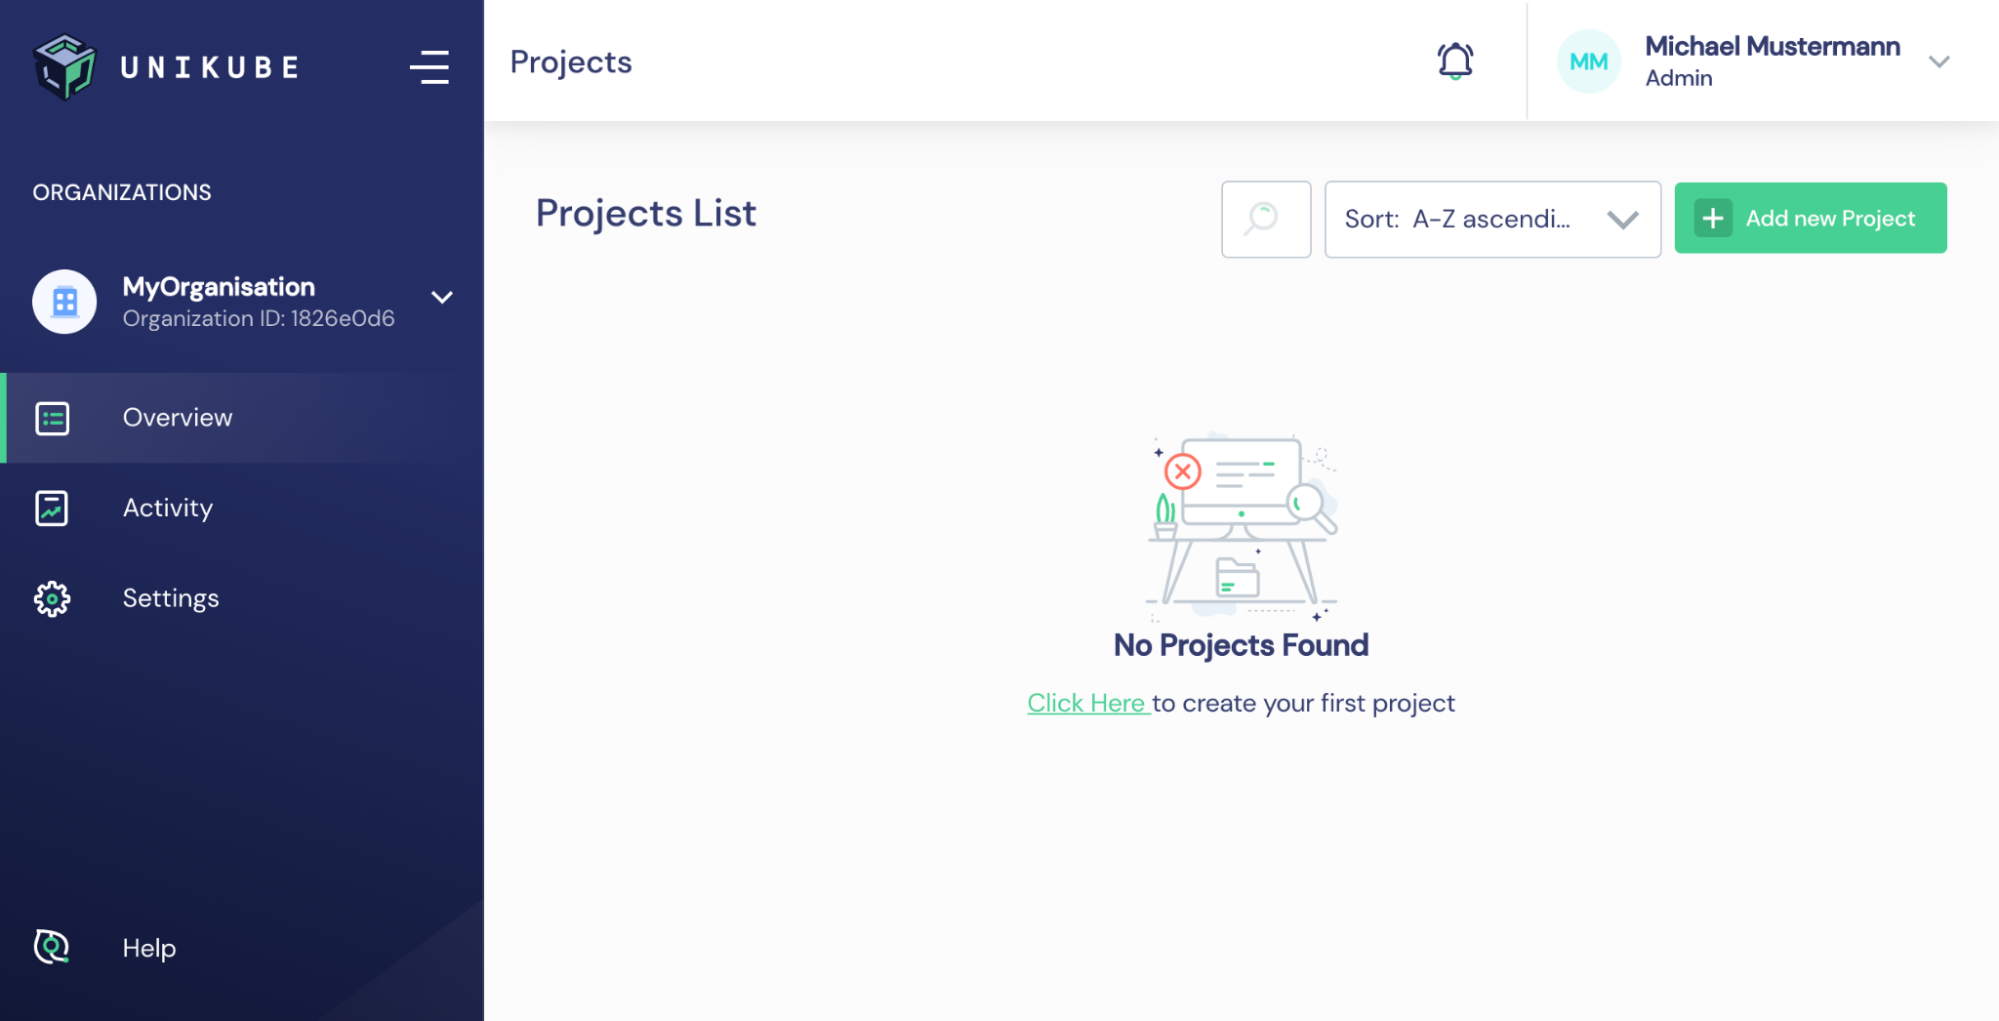 UNIKUBE
Projects
MM
Michael Mustermann
Admin
ORGANIZATIONS
Projects List
Sort: A-Z ascendi...
Add new Project
MyOrganisation
Organization ID: 1826e0d6
Overview
Activity
Settings
No Projects Found
Click Here to create your first project
Help